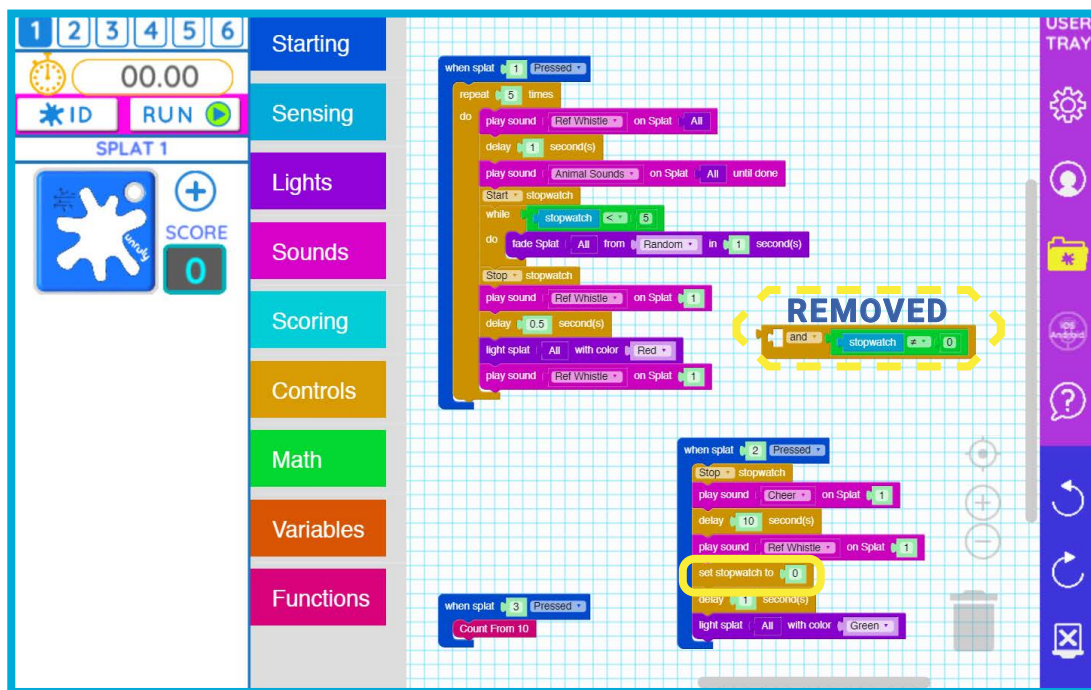 1 2 3 4 5 6
00.00
ID RUN
SPLAT 1
unruly
SCORE
0
Starting
Sensing
Lights
Sounds
Scoring
Controls
Math
Variables
Functions
when splat 1 Pressed
repeat 5 times
do play sound Ref Whistle on Splat All
delay 1 second(s)
play sound Animal Sounds on Splat All until done
Start stopwatch
while stopwatch < 5
do fade Splat All from Random in 1 second(s)
Stop stopwatch
play sound Ref Whistle on Splat 1
delay 0.5 second(s)
light splat All with color Red
play sound Ref Whistle on Splat 1
REMOVED
and stopwatch ≠ 0
when splat 2 Pressed
Stop stopwatch
play sound Cheer on Splat 1
delay 10 second(s)
play sound Ref Whistle on Splat 1
set stopwatch to 0
delay 1 second(s)
light splat All with color Green
when splat 3 Pressed
Count From 10
USER
TRAY
iOS
Android
?